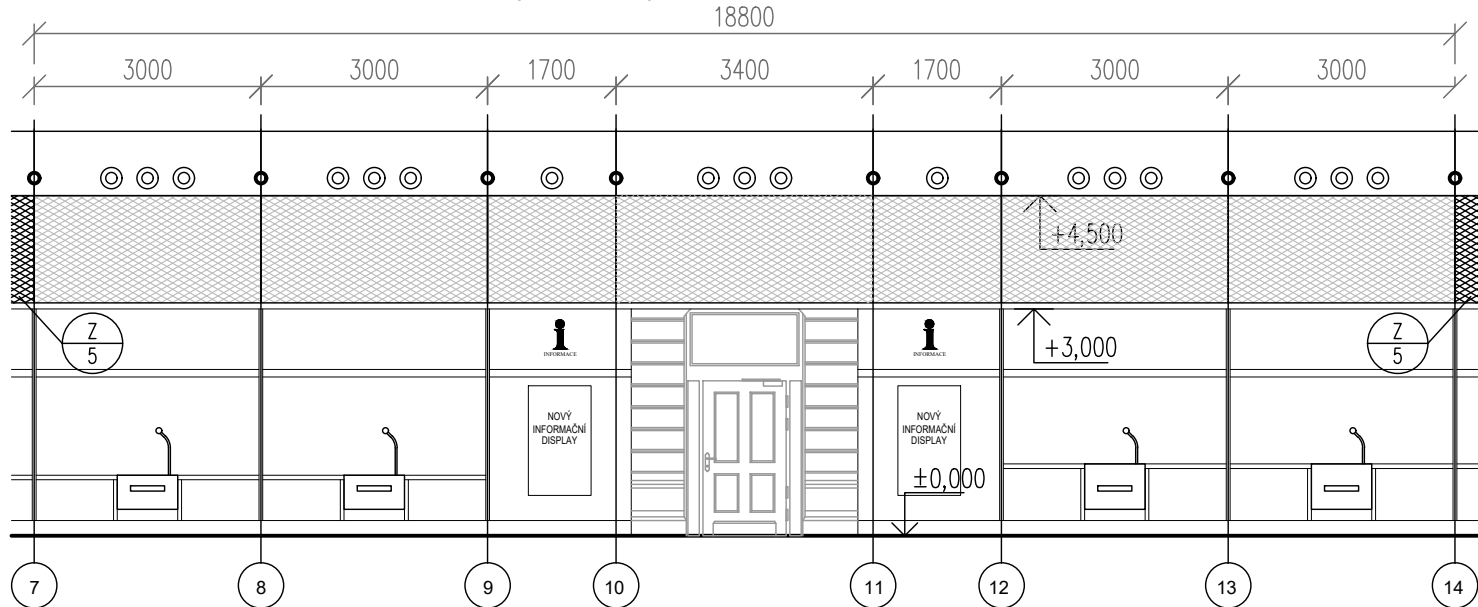 18800
3000 3000 1700 3400 1700 3000 3000
+4,500
Z
5
i
INFORMACE
i
INFORMACE
+3,000
Z
5
NOVÝ
INFORMAČNÍ
DISPLAY
NOVÝ
INFORMAČNÍ
DISPLAY
±0,000
7 8 9 10 11 12 13 14